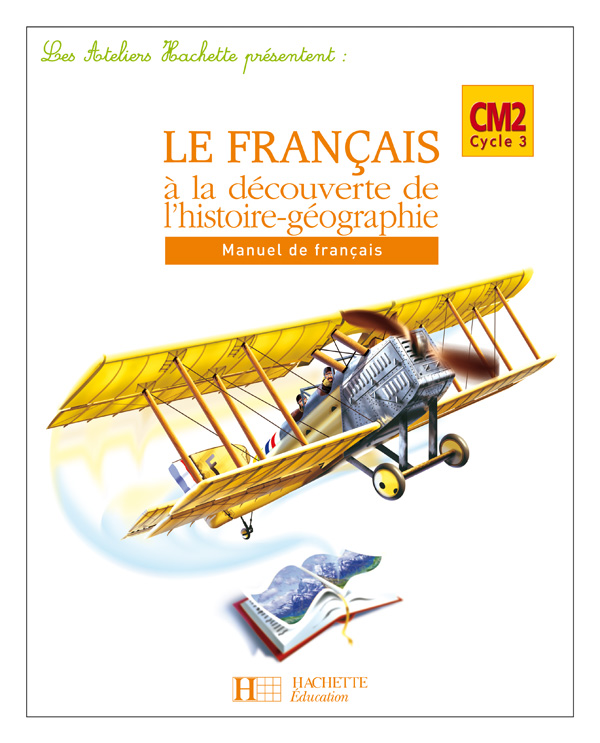 Les Ateliers Hachette présentent :
CM2
Cycle 3
LE FRANÇAIS
à la découverte de
l'histoire-géographie
Manuel de français
F
H
HACHETTE
Éducation